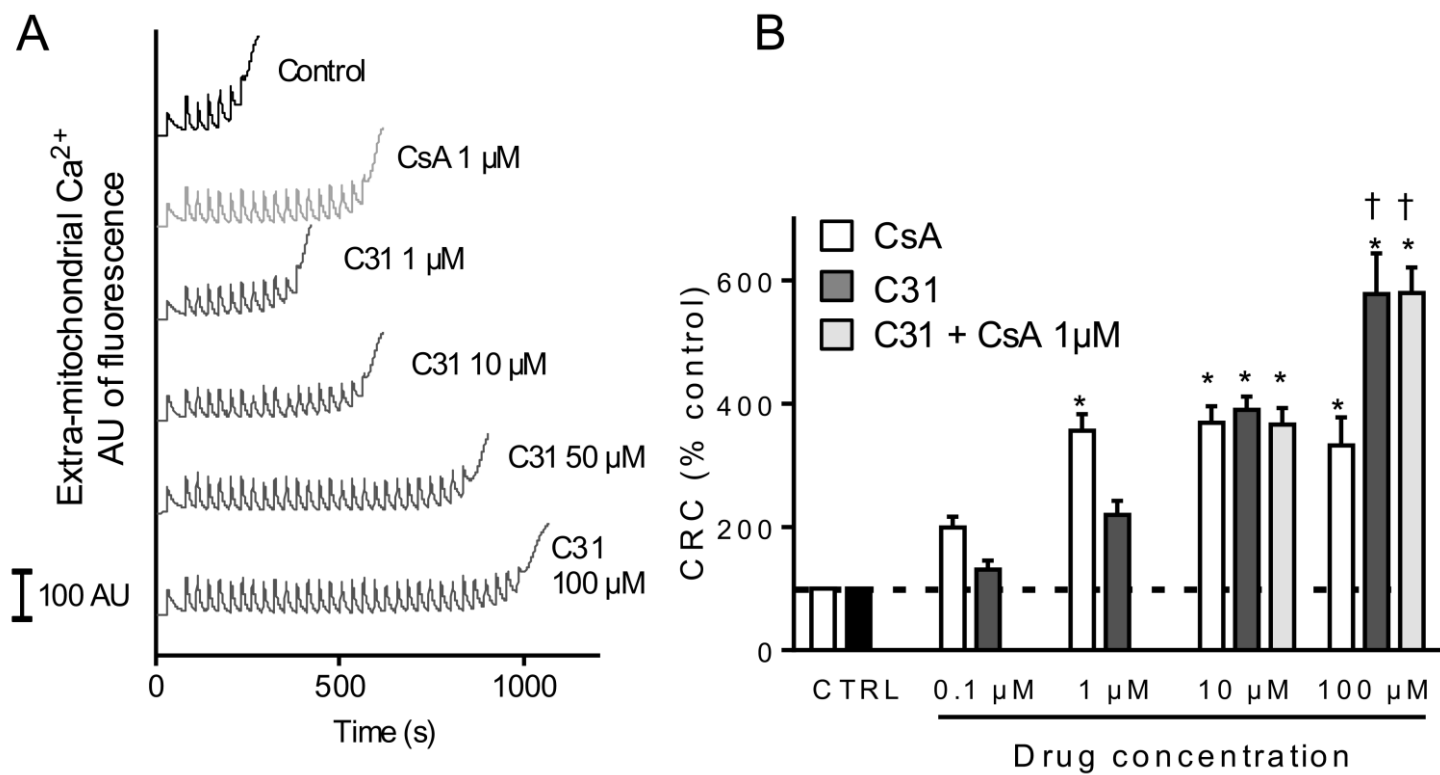 A
Control
CsA 1 µM
C31 1 µM
C31 10 µM
C31 50 µM
C31
100 µM
Extra-mitochondrial Ca²⁺
AU of fluorescence
100 AU
0 500 1000
Time (s)
B
CsA
C31
C31 + CsA 1µM
CRC (% control)
600
400
200
0
* * * * * † * † *
CTRL 0.1 µM 1 µM 10 µM 100 µM
Drug concentration